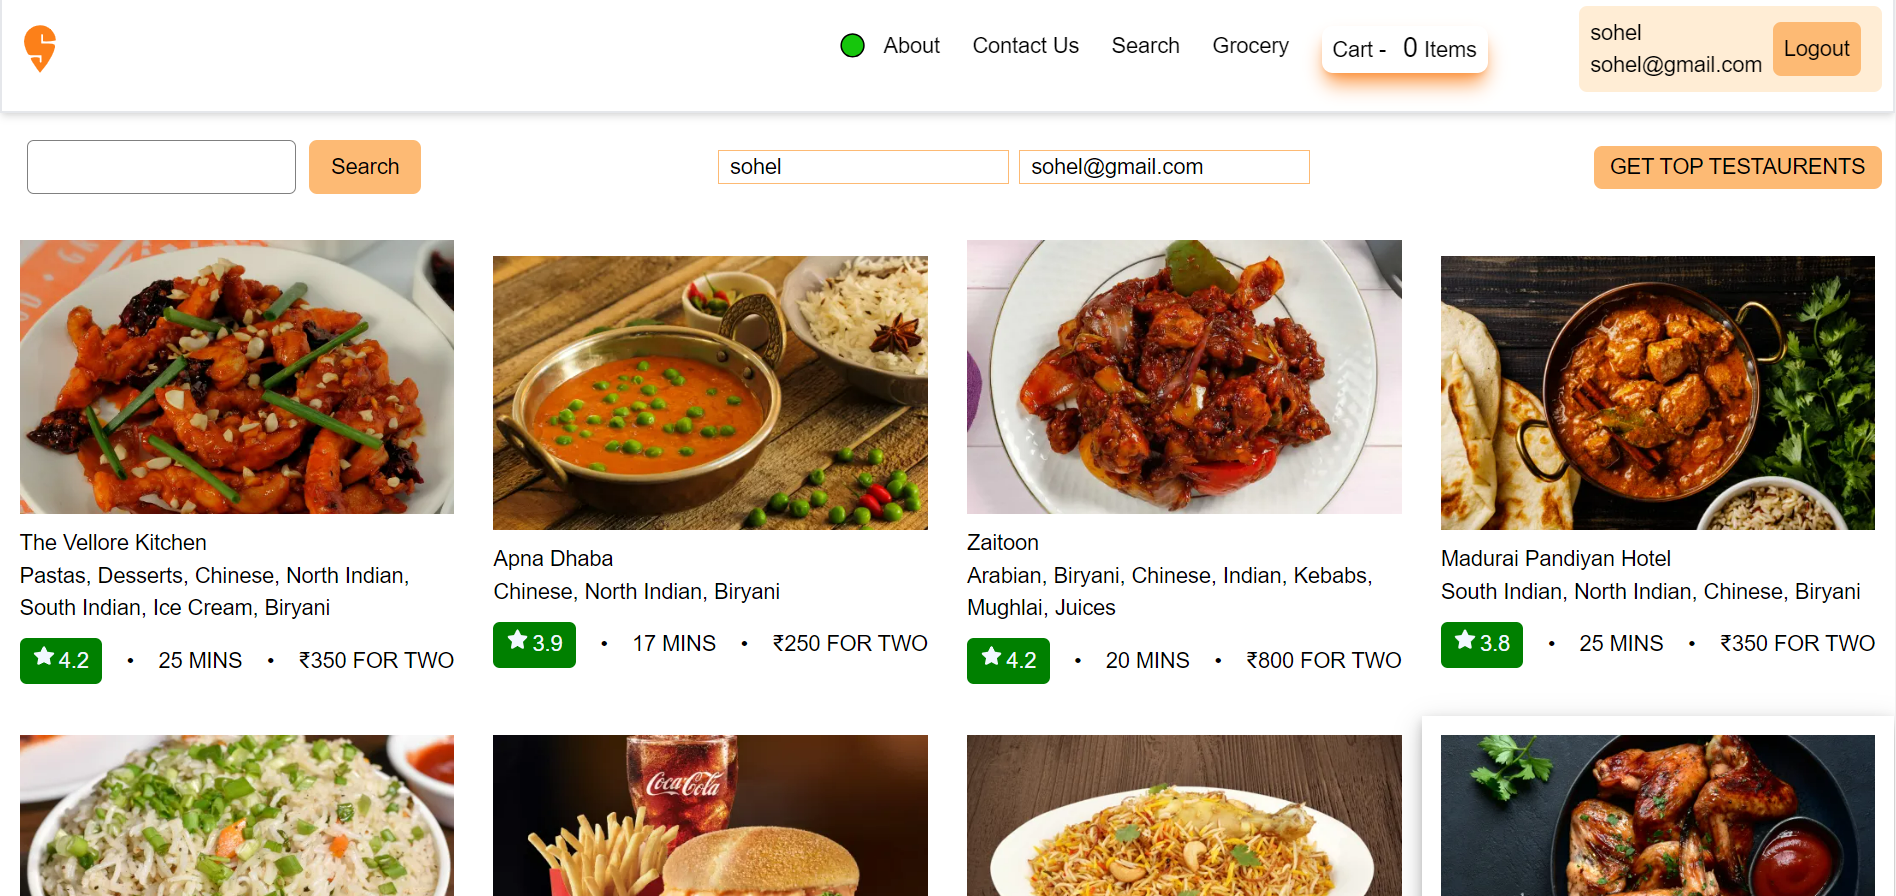 About
Contact Us
Search
Grocery
Cart - 0 Items
sohel
sohel@gmail.com
Logout
Search
sohel
sohel@gmail.com
GET TOP TESTAURENTS
The Vellore Kitchen
Pastas, Desserts, Chinese, North Indian,
South Indian, Ice Cream, Biryani
4.2 • 25 MINS • ₹350 FOR TWO
Apna Dhaba
Chinese, North Indian, Biryani
3.9 • 17 MINS • ₹250 FOR TWO
Zaitoon
Arabian, Biryani, Chinese, Indian, Kebabs,
Mughlai, Juices
4.2 • 20 MINS • ₹800 FOR TWO
Madurai Pandiyan Hotel
South Indian, North Indian, Chinese, Biryani
3.8 • 25 MINS • ₹350 FOR TWO
Coca-Cola